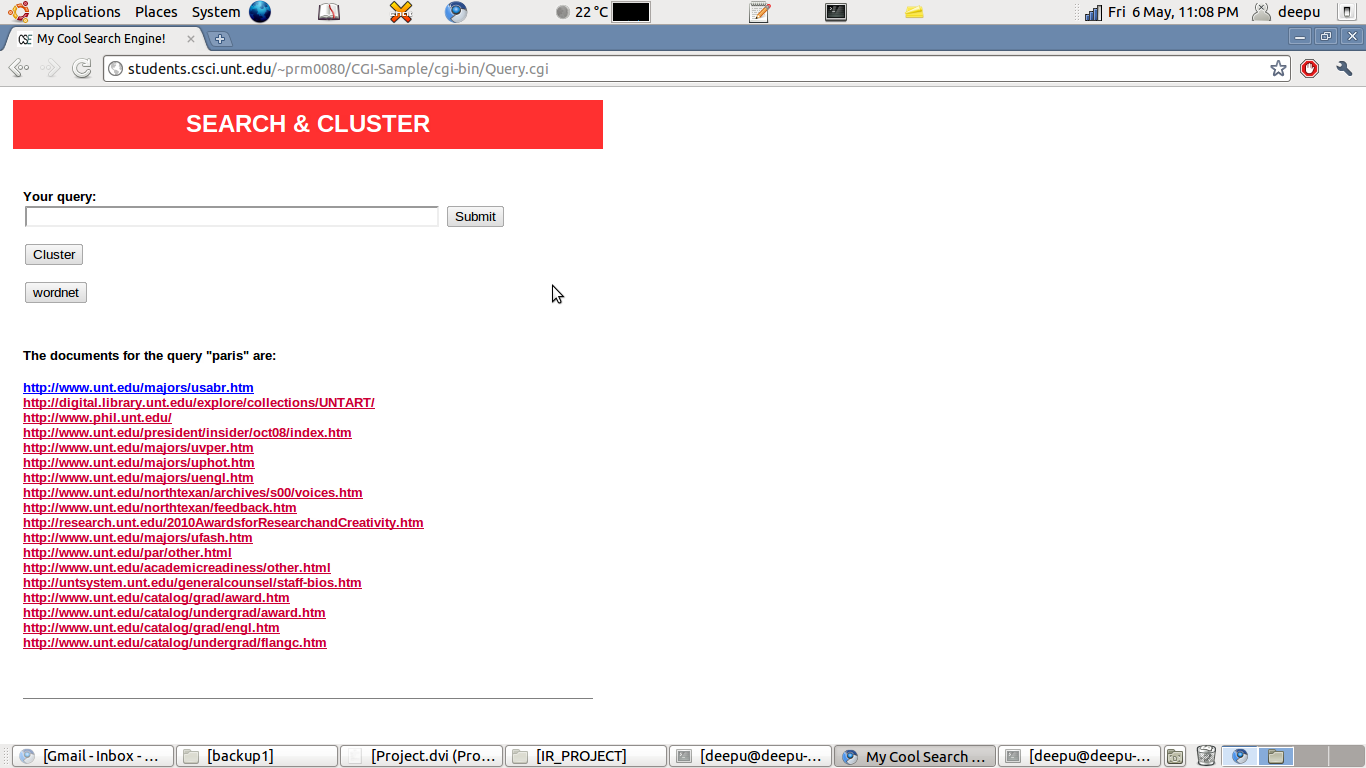 Applications Places System 22 °C Fri 6 May, 11:08 PM deepu
CSE My Cool Search Engine!
students.csci.unt.edu/~prm0080/CGI-Sample/cgi-bin/Query.cgi
SEARCH & CLUSTER
Your query:
Submit
Cluster
wordnet
The documents for the query "paris" are:
http://www.unt.edu/majors/usabr.htm
http://digital.library.unt.edu/explore/collections/UNTART/
http://www.phil.unt.edu/
http://www.unt.edu/president/insider/oct08/index.htm
http://www.unt.edu/majors/uvper.htm
http://www.unt.edu/majors/uphot.htm
http://www.unt.edu/majors/uengl.htm
http://www.unt.edu/northtexan/archives/s00/voices.htm
http://www.unt.edu/northtexan/feedback.htm
http://research.unt.edu/2010AwardsforResearchandCreativity.htm
http://www.unt.edu/majors/ufash.htm
http://www.unt.edu/par/other.html
http://www.unt.edu/academicreadiness/other.html
http://untsystem.unt.edu/generalcounsel/staff-bios.htm
http://www.unt.edu/catalog/grad/award.htm
http://www.unt.edu/catalog/undergrad/award.htm
http://www.unt.edu/catalog/grad/engl.htm
http://www.unt.edu/catalog/undergrad/flangc.htm
[Gmail - Inbox - ... [backup1] [Project.dvi (Pro... [IR_PROJECT] [deepu@deepu-... My Cool Search ... [deepu@deepu-...